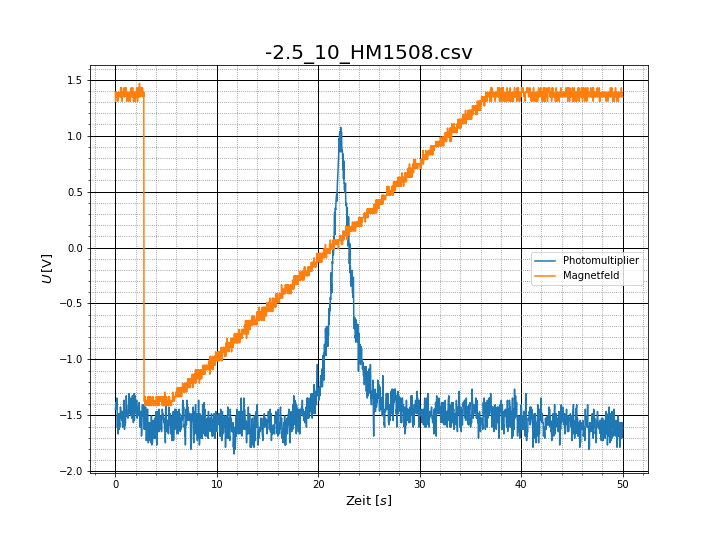 -2.5_10_HM1508.csv
1.5
1.0
0.5
0.0
−0.5
−1.0
−1.5
−2.0
U [V]
Photomultiplier
Magnetfeld
0 10 20 30 40 50
Zeit [s]